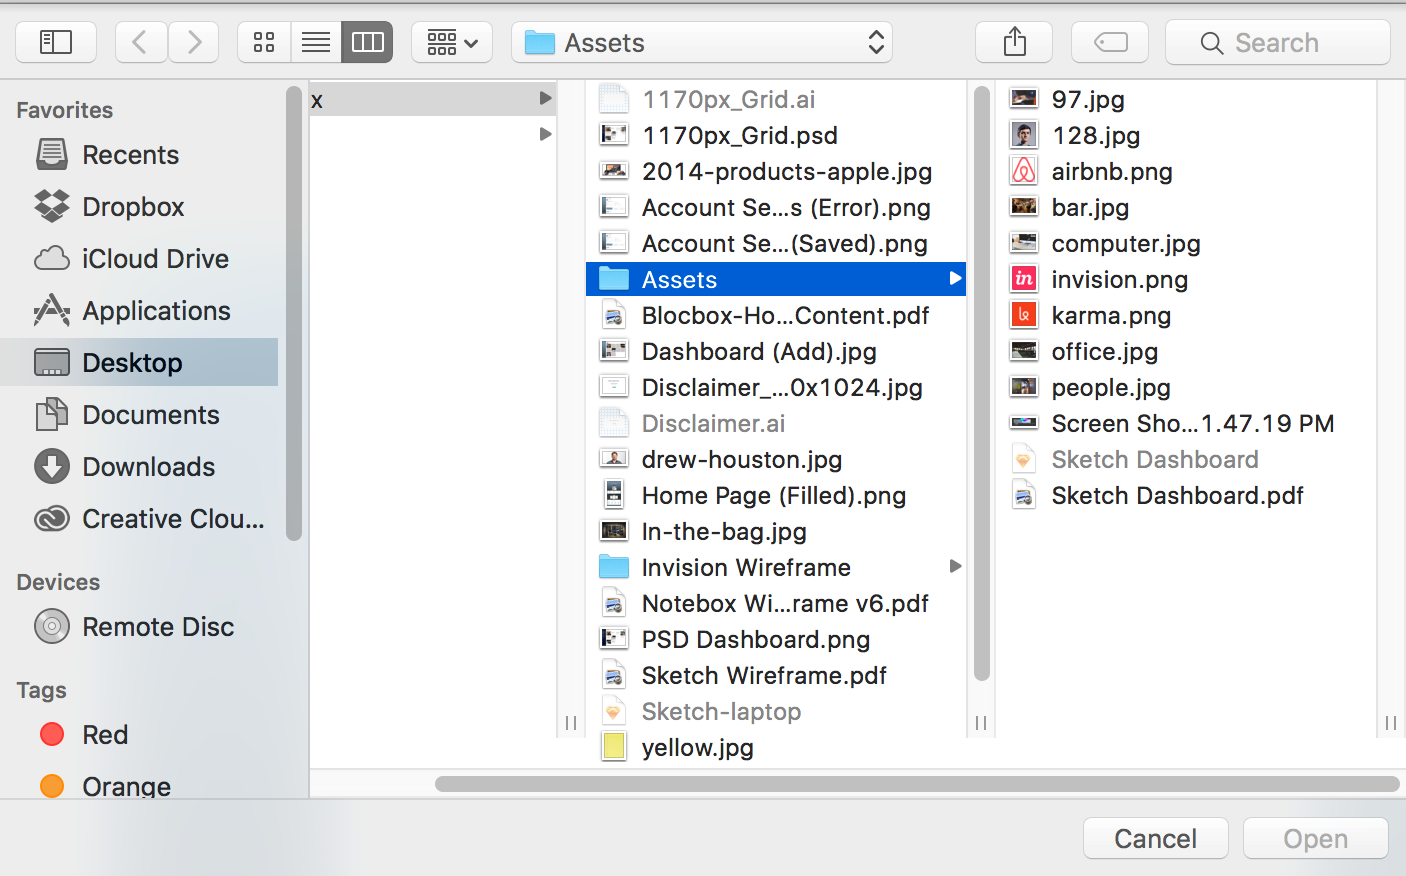 Assets
Search
Favorites
Recents
Dropbox
iCloud Drive
Applications
Desktop
Documents
Downloads
Creative Clou...
Devices
Remote Disc
Tags
Red
Orange
x
1170px_Grid.ai
1170px_Grid.psd
2014-products-apple.jpg
Account Se...s (Error).png
Account Se...(Saved).png
Assets
Blocbox-Ho...Content.pdf
Dashboard (Add).jpg
Disclaimer_...0x1024.jpg
Disclaimer.ai
drew-houston.jpg
Home Page (Filled).png
In-the-bag.jpg
Invision Wireframe
Notebox Wi...rame v6.pdf
PSD Dashboard.png
Sketch Wireframe.pdf
Sketch-laptop
yellow.jpg
97.jpg
128.jpg
airbnb.png
bar.jpg
computer.jpg
in
invision.png
karma.png
office.jpg
people.jpg
Screen Sho...1.47.19 PM
Sketch Dashboard
Sketch Dashboard.pdf
Cancel
Open